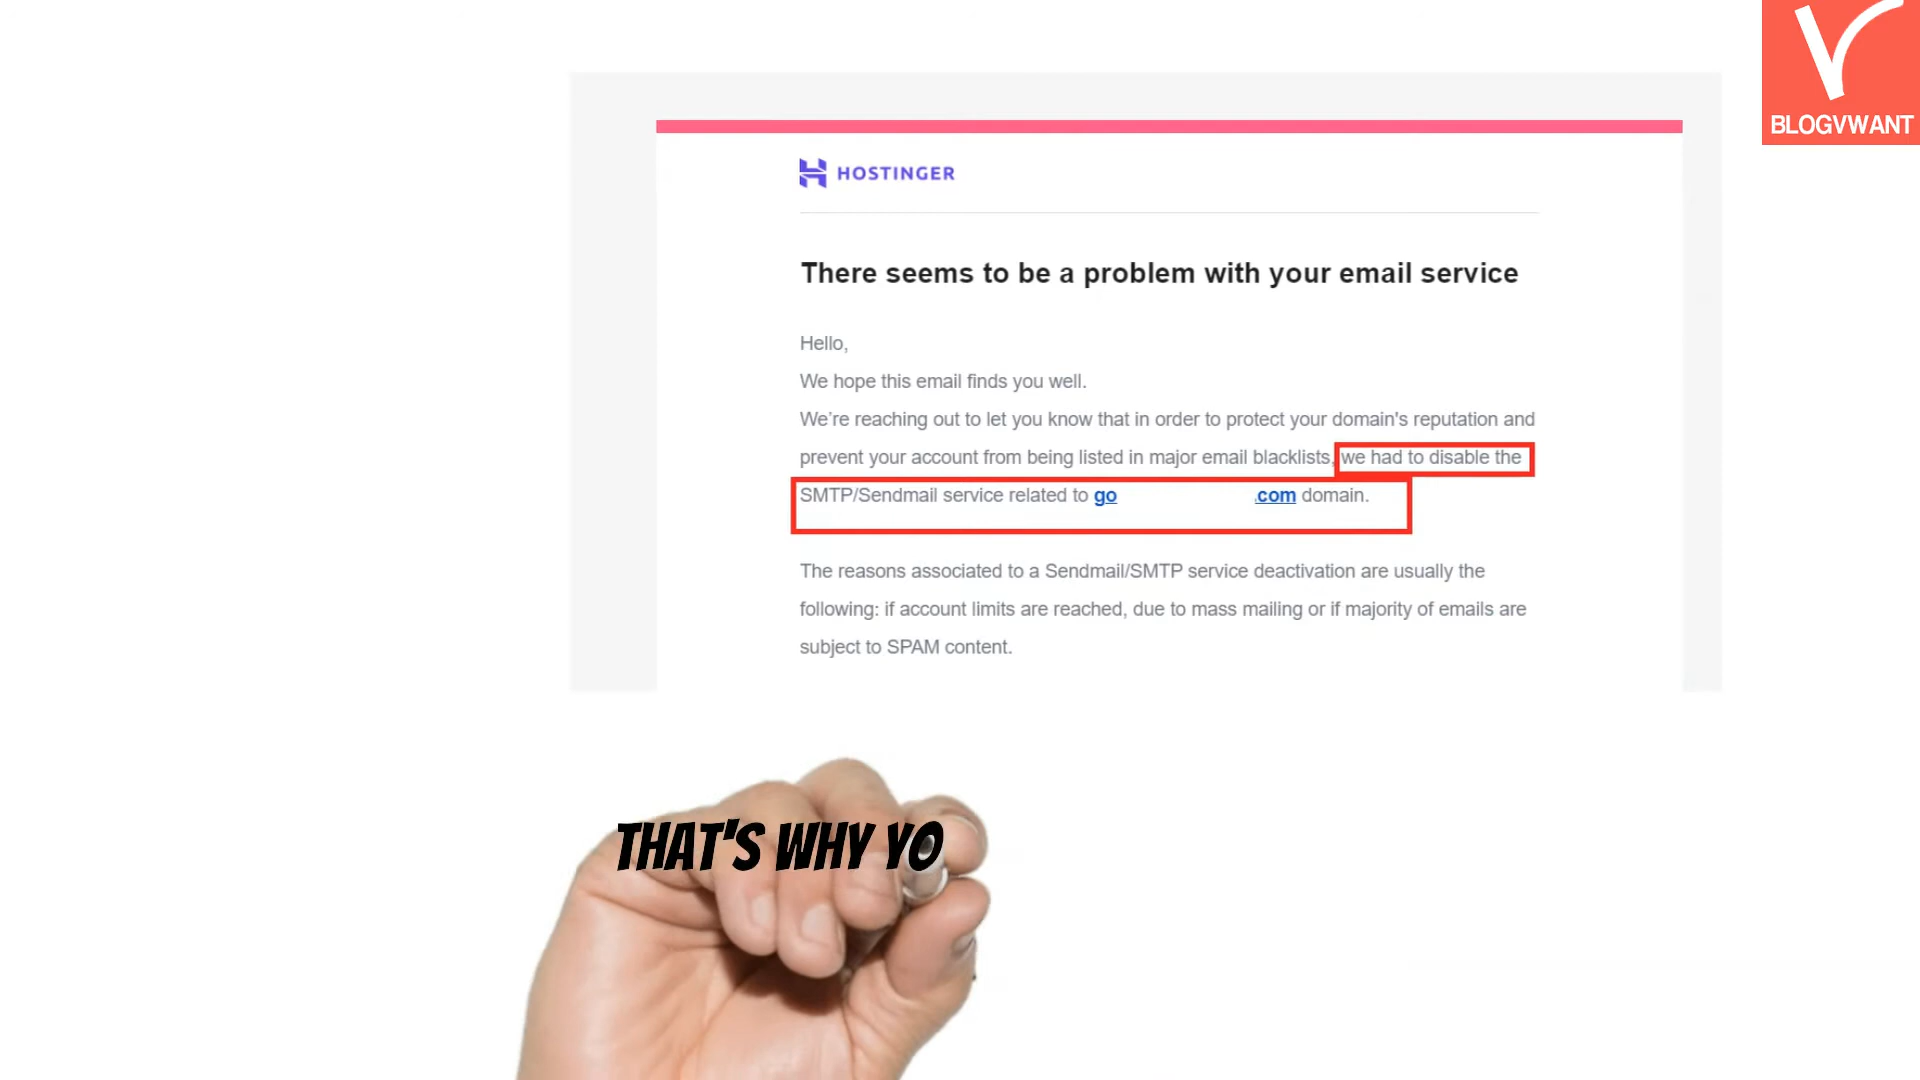 BLOGVWANT
HOSTINGER
There seems to be a problem with your email service
Hello,
We hope this email finds you well.
We’re reaching out to let you know that in order to protect your domain's reputation and
prevent your account from being listed in major email blacklists, we had to disable the
SMTP/Sendmail service related to go .com domain.
The reasons associated to a Sendmail/SMTP service deactivation are usually the
following: if account limits are reached, due to mass mailing or if majority of emails are
subject to SPAM content.
THAT'S WHY YO